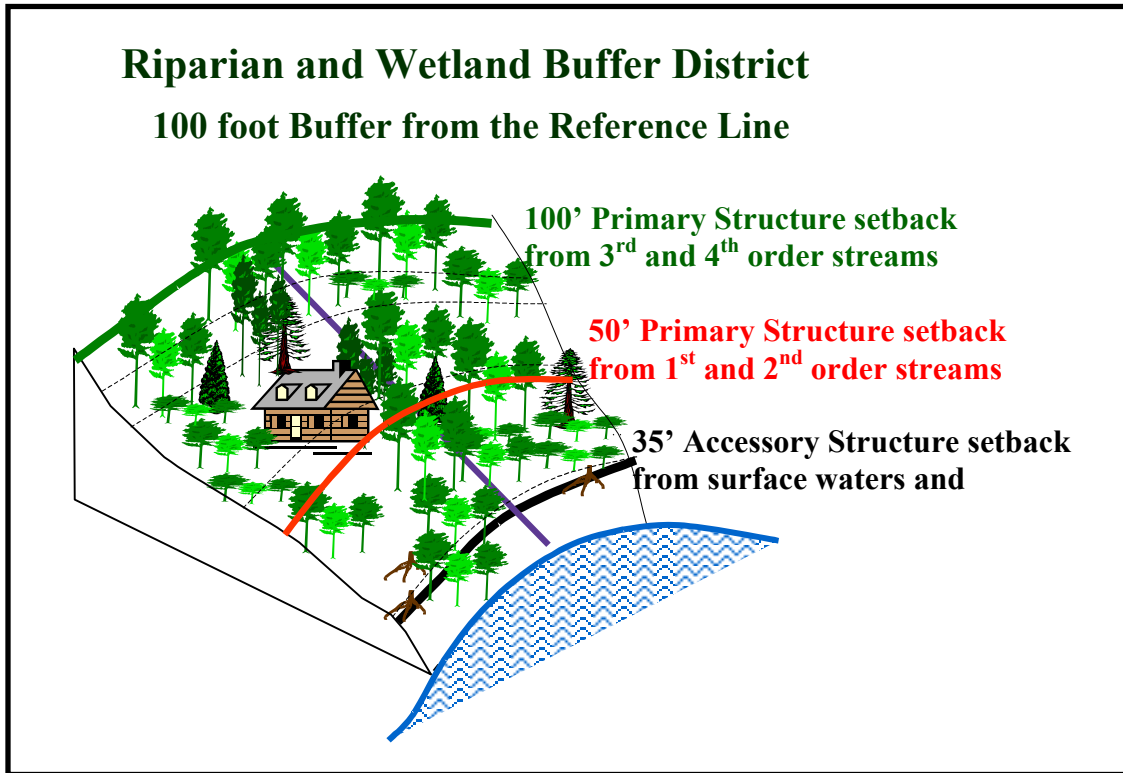 Riparian and Wetland Buffer District
100 foot Buffer from the Reference Line
100’ Primary Structure setback
from 3rd and 4th order streams
50’ Primary Structure setback
from 1st and 2nd order streams
35’ Accessory Structure setback
from surface waters and